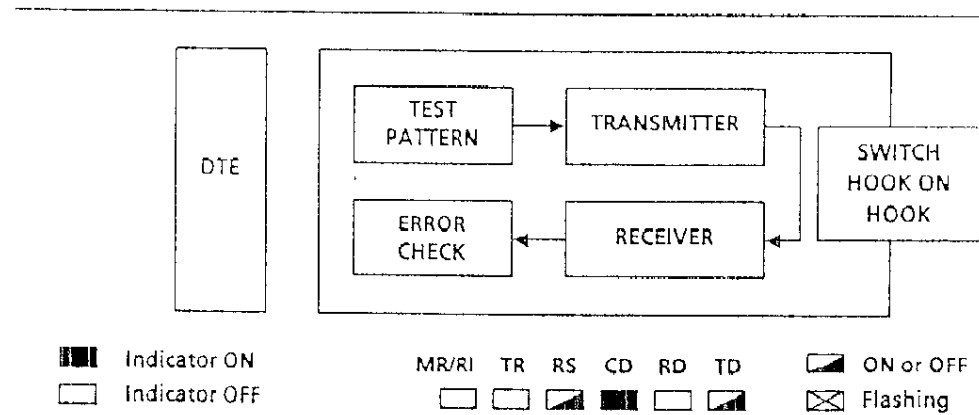 TEST
PATTERN
TRANSMITTER
DTE
SWITCH
HOOK ON
HOOK
ERROR
CHECK
RECEIVER
Indicator ON
Indicator OFF
MR/RI TR RS CD RD TD
ON or OFF
Flashing